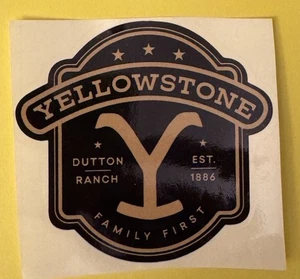 YELLOWSTONE
DUTTON
RANCH
Y
EST.
1886
FAMILY FIRST